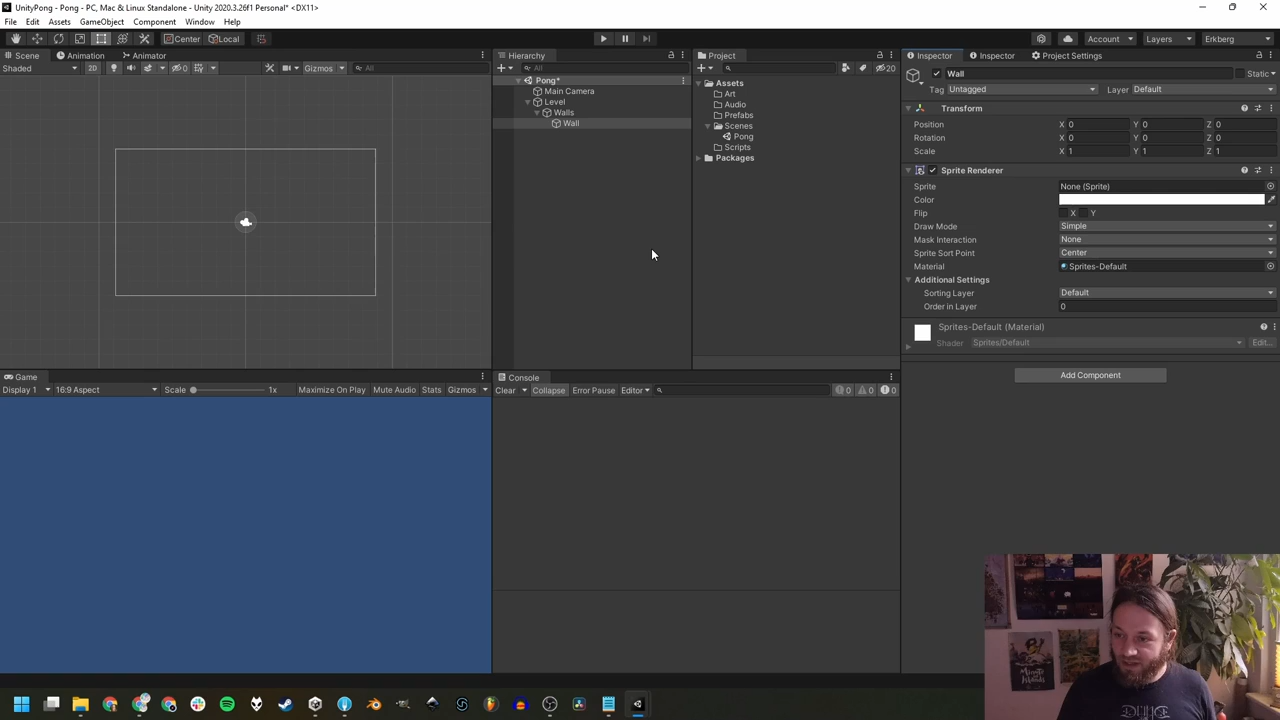 UnityPong - Pong - PC, Mac & Linux Standalone - Unity 2020.3.26f1 Personal* <DX11>
File Edit Assets GameObject Component Window Help
Center Local Account Layers Erkberg
Scene Animation Animator
Shaded 2D 0 Gizmos All
Hierarchy
All
Pong*
Main Camera
Level
Walls
Wall
Project
20
Assets
Art
Audio
Prefabs
Scenes
Pong
Scripts
Packages
Inspector Inspector Project Settings
Wall Static
Tag Untagged Layer Default
Transform
Position X 0 Y 0 Z 0
Rotation X 0 Y 0 Z 0
Scale X 1 Y 1 Z 1
Sprite Renderer
Sprite None (Sprite)
Color
Flip X Y
Draw Mode Simple
Mask Interaction None
Sprite Sort Point Center
Material Sprites-Default
Additional Settings
Sorting Layer Default
Order in Layer 0
Sprites-Default (Material)
Shader Sprites/Default Edit...
Add Component
Game
Display 1 16:9 Aspect Scale 1x Maximize On Play Mute Audio Stats Gizmos
Console
Clear Collapse Error Pause Editor 0 0 0